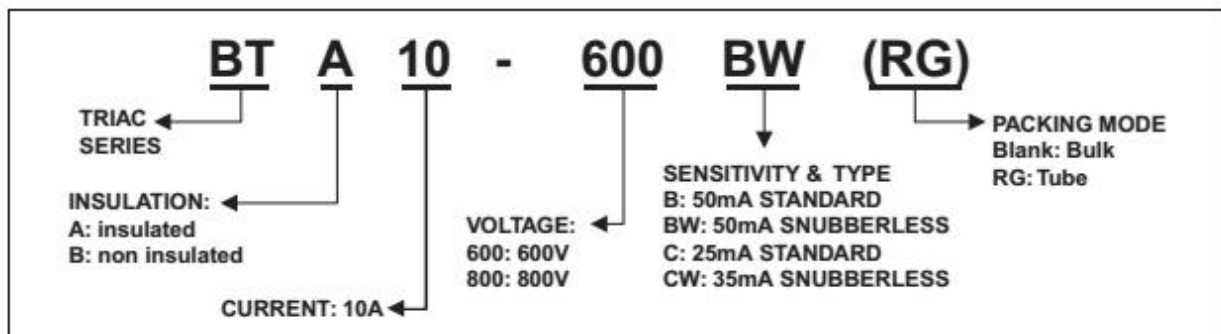 BT A 10 - 600 BW (RG)
TRIAC
SERIES
INSULATION:
A: insulated
B: non insulated
CURRENT: 10A
VOLTAGE:
600: 600V
800: 800V
SENSITIVITY & TYPE
B: 50mA STANDARD
BW: 50mA SNUBBERLESS
C: 25mA STANDARD
CW: 35mA SNUBBERLESS
PACKING MODE
Blank: Bulk
RG: Tube